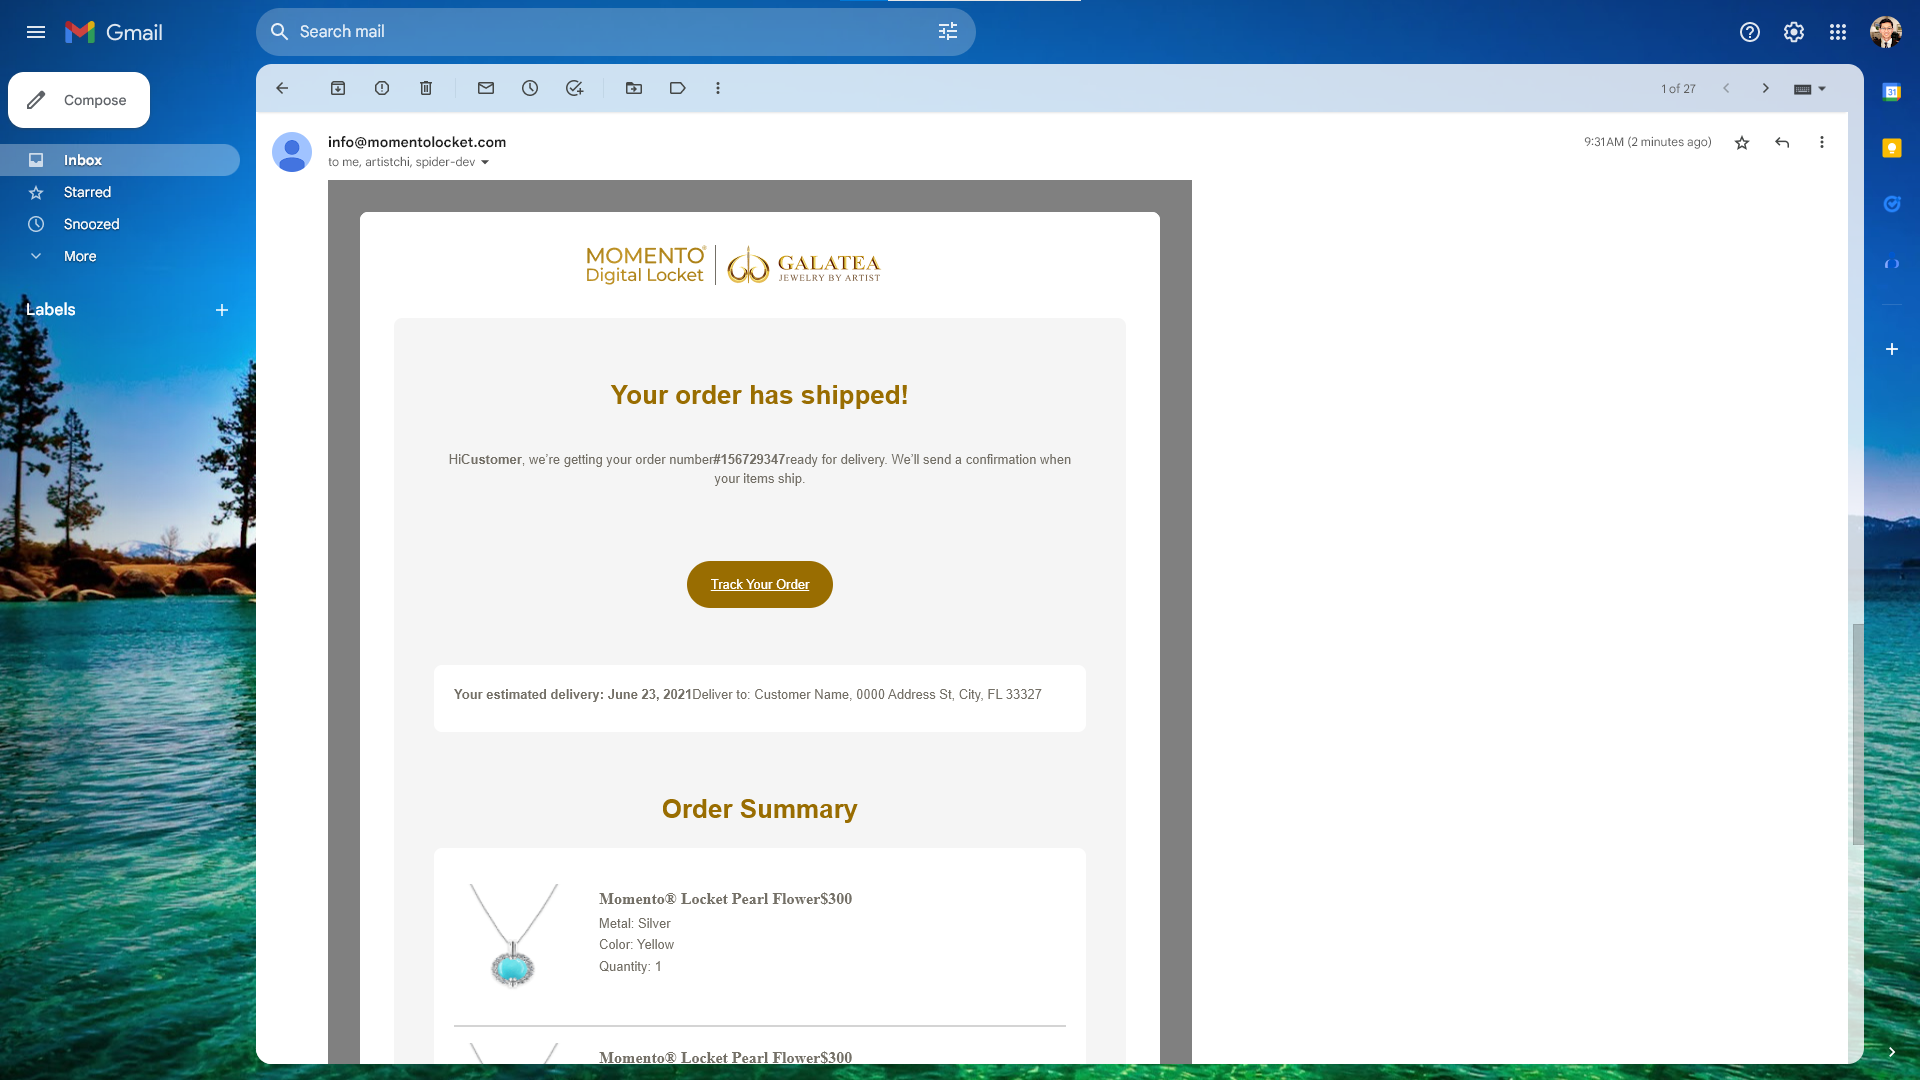 Gmail
Search mail
Compose
Inbox
Starred
Snoozed
More
Labels
1 of 27
31
info@momentolocket.com
to me, artistchi, spider-dev
9:31AM (2 minutes ago)
MOMENTO®
Digital Locket
GALATEA
JEWELRY BY ARTIST
Your order has shipped!
HiCustomer, we're getting your order number#156729347ready for delivery. We'll send a confirmation when
your items ship.
Track Your Order
Your estimated delivery: June 23, 2021Deliver to: Customer Name, 0000 Address St, City, FL 33327
Order Summary
Momento® Locket Pearl Flower$300
Metal: Silver
Color: Yellow
Quantity: 1
Momento® Locket Pearl Flower$300